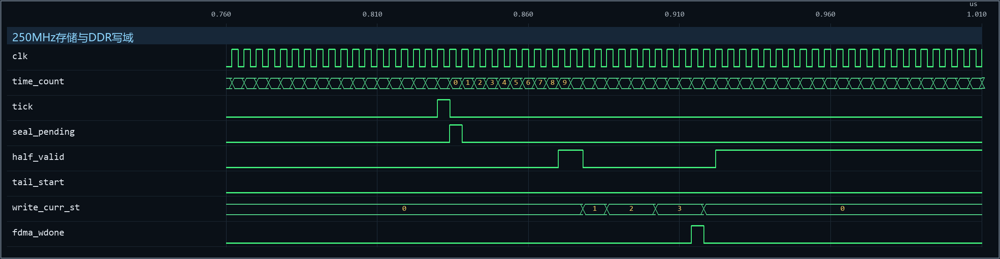 us
0.760 0.810 0.860 0.910 0.960 1.010
250MHz存储与DDR写域
clk
time_count 0 1 2 3 4 5 6 7 8 9
tick
seal_pending
half_valid
tail_start
write_curr_st 0 1 2 3 0
fdma_wdone